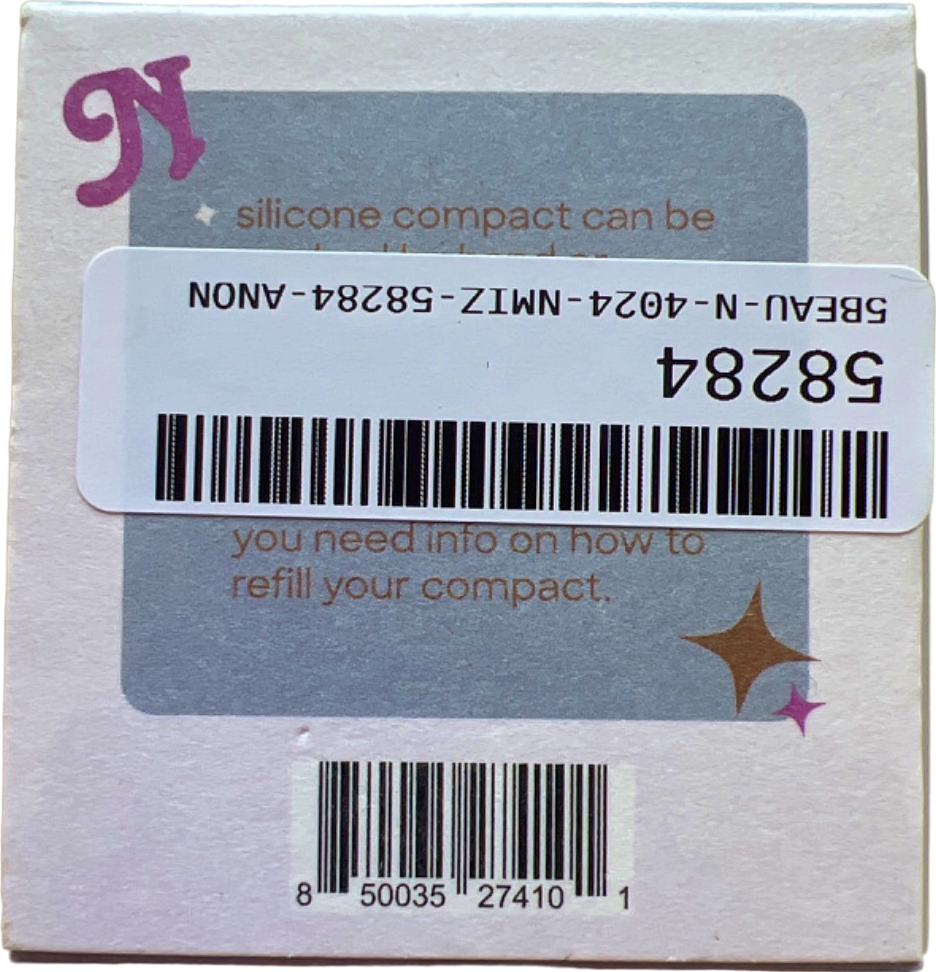 N
silicone compact can be
5BEAU-N-4024-NMIZ-58284-ANON
58284
you need info on how to
refill your compact.
8 50035 27410 1